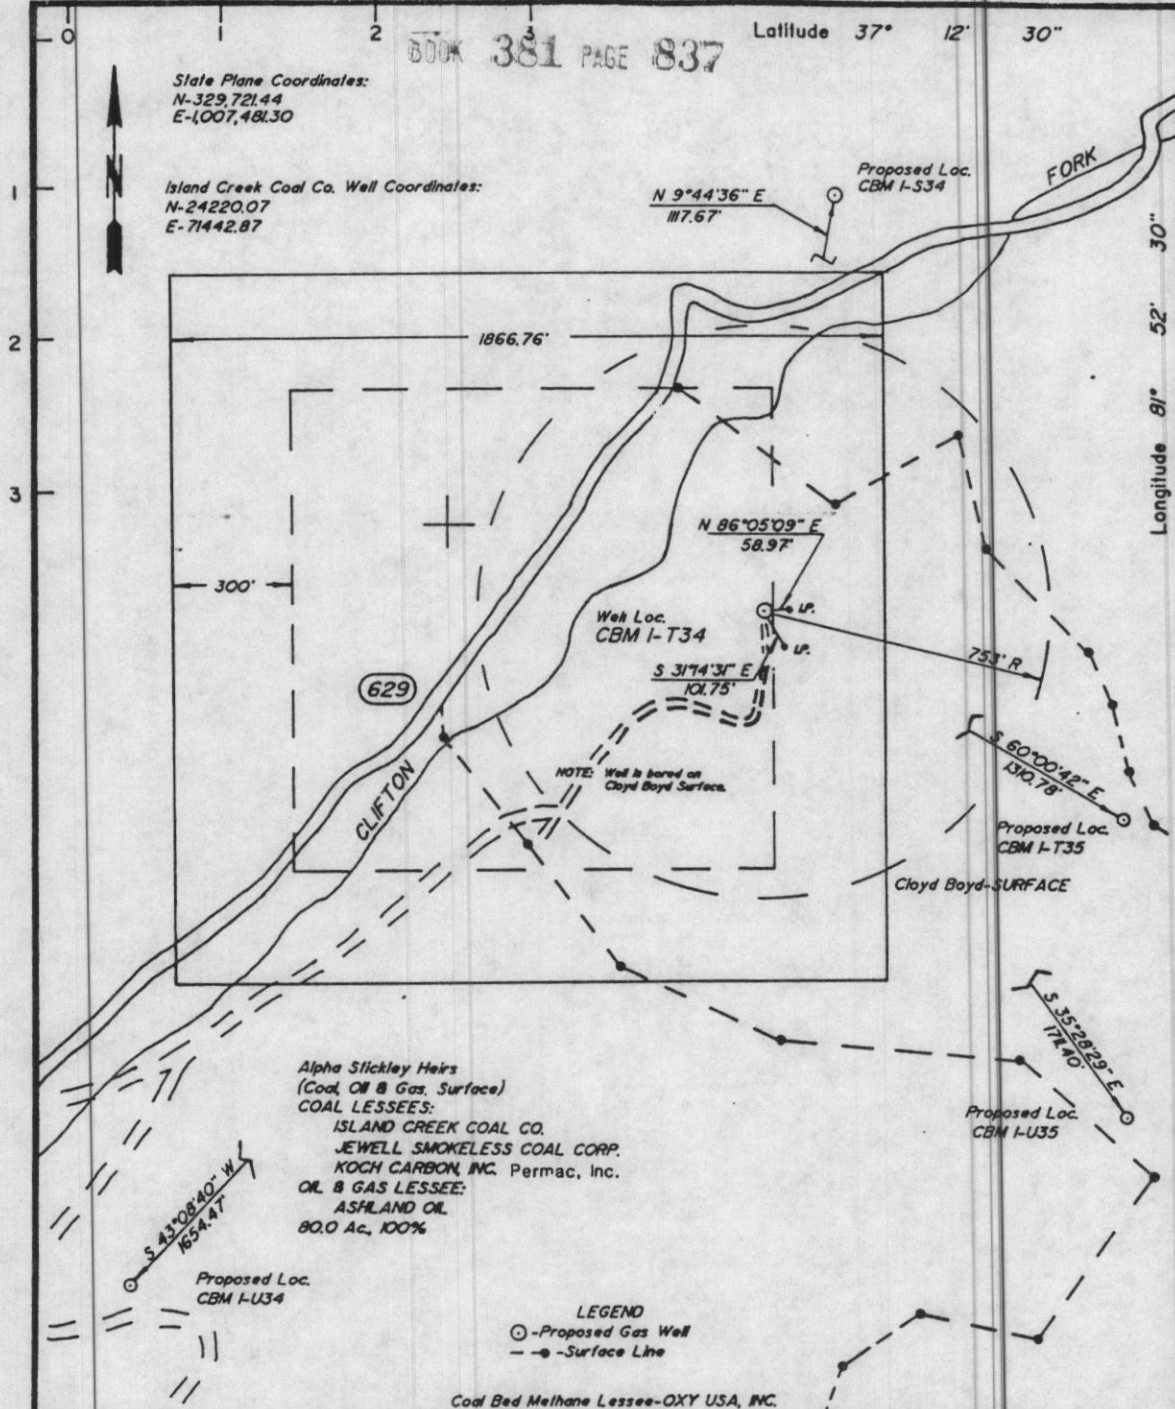 0 1 2 3
BOOK 381 PAGE 837
Latitude 37° 12' 30"
State Plane Coordinates:
N-329,721.44
E-1,007,481.30
N
Island Creek Coal Co. Well Coordinates:
N-24220.07
E-71442.87
1
2
3
Proposed Loc.
CBM I-S34
N 9°44'36" E
1117.67'
FORK
Longitude 81° 52' 30"
1866.76'
300'
N 86°05'09" E
58.97'
Well Loc.
CBM I-T34
I.P.
I.P.
S 31°14'31" E
101.75'
753' R
629
CLIFTON
NOTE: Well is bored on
Cloyd Boyd Surface.
S 60°00'42" E
1310.78'
Proposed Loc.
CBM I-T35
Cloyd Boyd-SURFACE
S 35°28'29" E
Proposed Loc.
CBM I-U35
Alpha Stickley Heirs
(Coal, Oil & Gas, Surface)
COAL LESSEES:
ISLAND CREEK COAL CO.
JEWELL SMOKELESS COAL CORP.
KOCH CARBON, INC. Permac, Inc.
OIL & GAS LESSEE:
ASHLAND OIL
80.0 Ac., 100%
S 43°08'40" W
1654.47'
Proposed Loc.
CBM I-U34
LEGEND
-Proposed Gas Well
-Surface Line
Coal Bed Methane Lessee-OXY USA, INC.